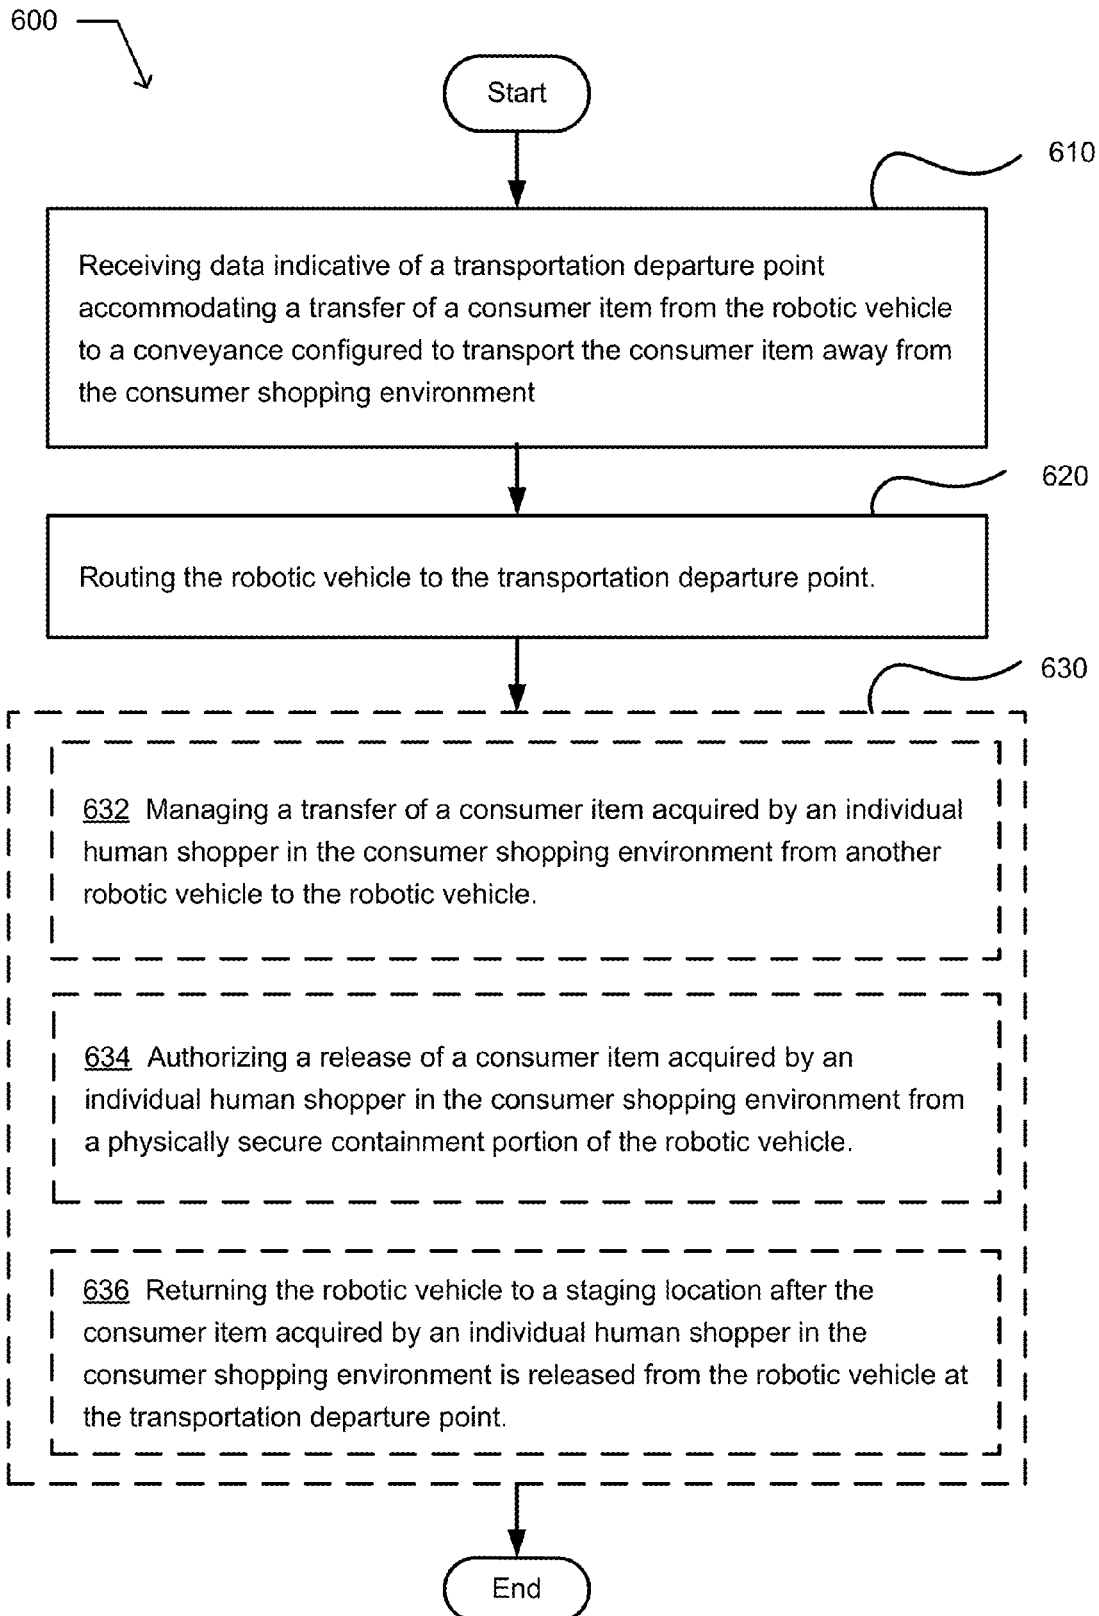 600
Start
610
Receiving data indicative of a transportation departure point
accommodating a transfer of a consumer item from the robotic vehicle
to a conveyance configured to transport the consumer item away from
the consumer shopping environment
620
Routing the robotic vehicle to the transportation departure point.
630
632 Managing a transfer of a consumer item acquired by an individual
human shopper in the consumer shopping environment from another
robotic vehicle to the robotic vehicle.
634 Authorizing a release of a consumer item acquired by an
individual human shopper in the consumer shopping environment from
a physically secure containment portion of the robotic vehicle.
636 Returning the robotic vehicle to a staging location after the
consumer item acquired by an individual human shopper in the
consumer shopping environment is released from the robotic vehicle at
the transportation departure point.
End